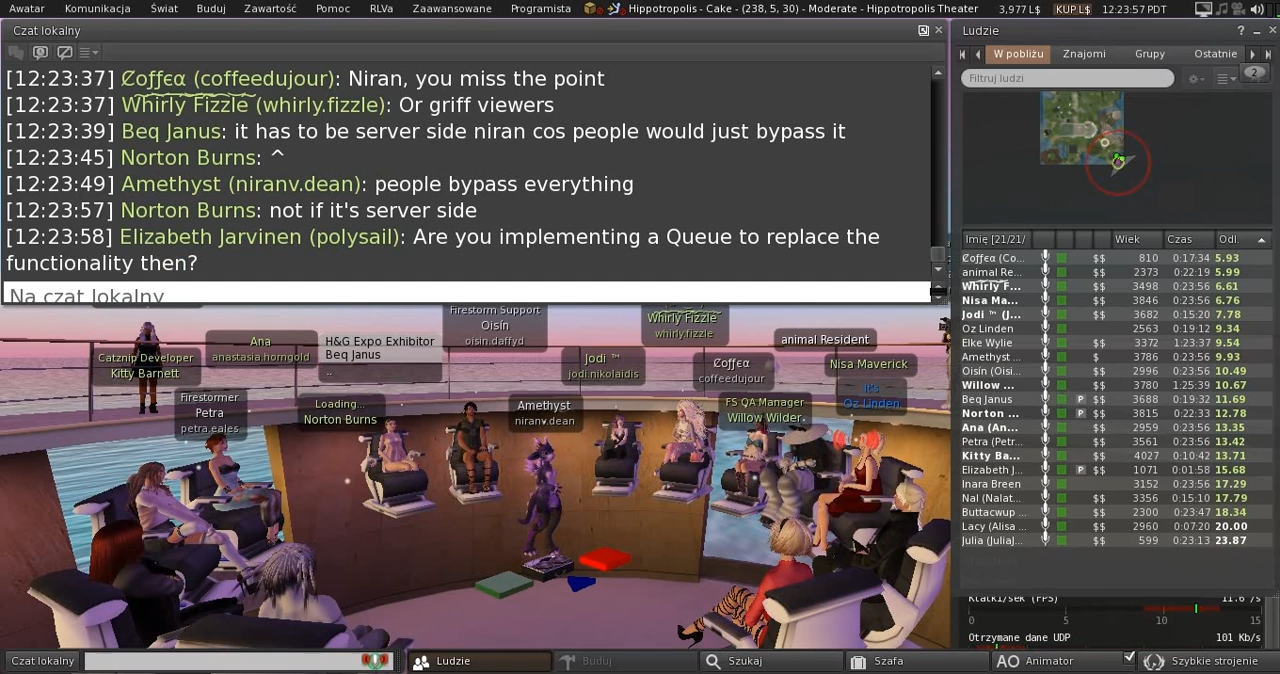 Awatar Komunikacja Świat Buduj Zawartość Pomoc RLVa Zaawansowane Programista Hippotropolis - Cake - (238, 5, 30) - Moderate - Hippotropolis Theater 3,977 L$ KUP L$ 12:23:57 PDT
Czat lokalny
[12:23:37] Ȼoƒƒєα (coffeedujour): Niran, you miss the point
[12:23:37] Whirly Fizzle (whirly.fizzle): Or griff viewers
[12:23:39] Beq Janus: it has to be server side niran cos people would just bypass it
[12:23:45] Norton Burns: ^
[12:23:49] Amethyst (niranv.dean): people bypass everything
[12:23:57] Norton Burns: not if it's server side
[12:23:58] Elizabeth Jarvinen (polysail): Are you implementing a Queue to replace the
functionality then?
Na czat lokalny
Ludzie
W pobliżu Znajomi Grupy Ostatnie
Filtruj ludzi
2
Imię [21/21/ Wiek Czas Odl.
Ȼoƒƒєα (Co... $$ 810 0:17:34 5.93
animal Re... $$ 2373 0:22:19 5.99
Whirly F... $$ 3498 0:23:56 6.61
Nisa Ma... $$ 3846 0:23:56 6.76
Jodi ™ (J... $$ 3682 0:15:20 7.78
Oz Linden 2563 0:19:12 9.34
Elke Wylie $$ 3372 1:23:37 9.54
Amethyst ... $ 3786 0:23:56 9.93
Oisín (Oisi... $$ 2996 0:23:56 10.49
Willow ... $$ 3780 1:25:39 10.67
Beq Janus P $$ 3688 0:19:32 11.69
Norton ... P $$ 3815 0:22:33 12.78
Ana (An... $$ 2959 0:23:56 13.35
Petra (Petr... $$ 3561 0:23:56 13.42
Kitty Ba... $$ 4027 0:10:42 13.71
Elizabeth J... P $$ 1071 0:01:58 15.68
Inara Breen 3152 0:23:56 17.29
Nal (Nalat... $$ 3356 0:15:10 17.79
Buttacwup ... $$ 2300 0:23:47 18.34
Lacy (Alisa ... $$ 2960 0:07:20 20.00
Julia (JuliaJ... $$ 599 0:23:13 23.87
Klatki/sek (FPS) 11.6 /s
0 5 10 15
Otrzymane dane UDP 101 Kb/s
Catznip Developer
Kitty Barnett
Ana
anastasia.horngold
H&G Expo Exhibitor
Beq Janus
..
Firestorm Support
Oisín
oisin.daffyd
Whirly Fizzle
whirly.fizzle
animal Resident
Jodi ™
jodi.nikolaidis
Ȼoƒƒєα
coffeedujour
Nisa Maverick
It's
Oz Linden
Firestormer
Petra
petra.eales
Loading...
Norton Burns
Amethyst
niranv.dean
FS QA Manager
Willow Wilder
Czat lokalny Ludzie Buduj Szukaj Szafa AO Animator Szybkie strojenie